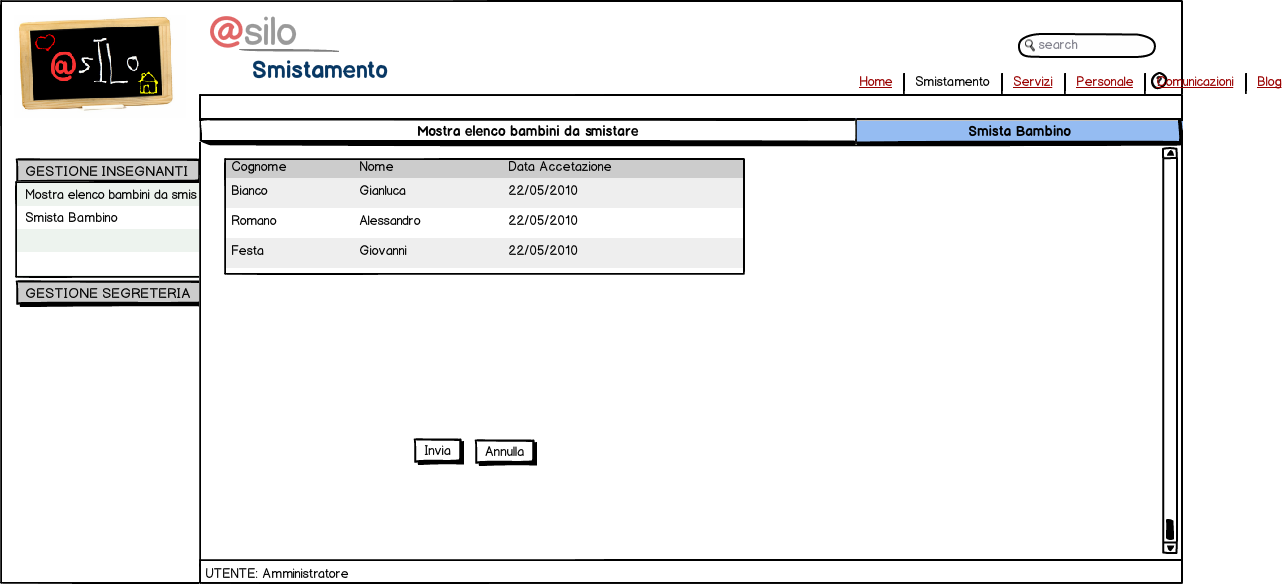 @sILo
@silo
Smistamento
search
Home Smistamento Servizi Personale ? Comunicazioni Blog
Mostra elenco bambini da smistare Smista Bambino
GESTIONE INSEGNANTI
Mostra elenco bambini da smis
Smista Bambino
GESTIONE SEGRETERIA
Cognome Nome Data Accetazione
Bianco Gianluca 22/05/2010
Romano Alessandro 22/05/2010
Festa Giovanni 22/05/2010
Invia Annulla
UTENTE: Amministratore